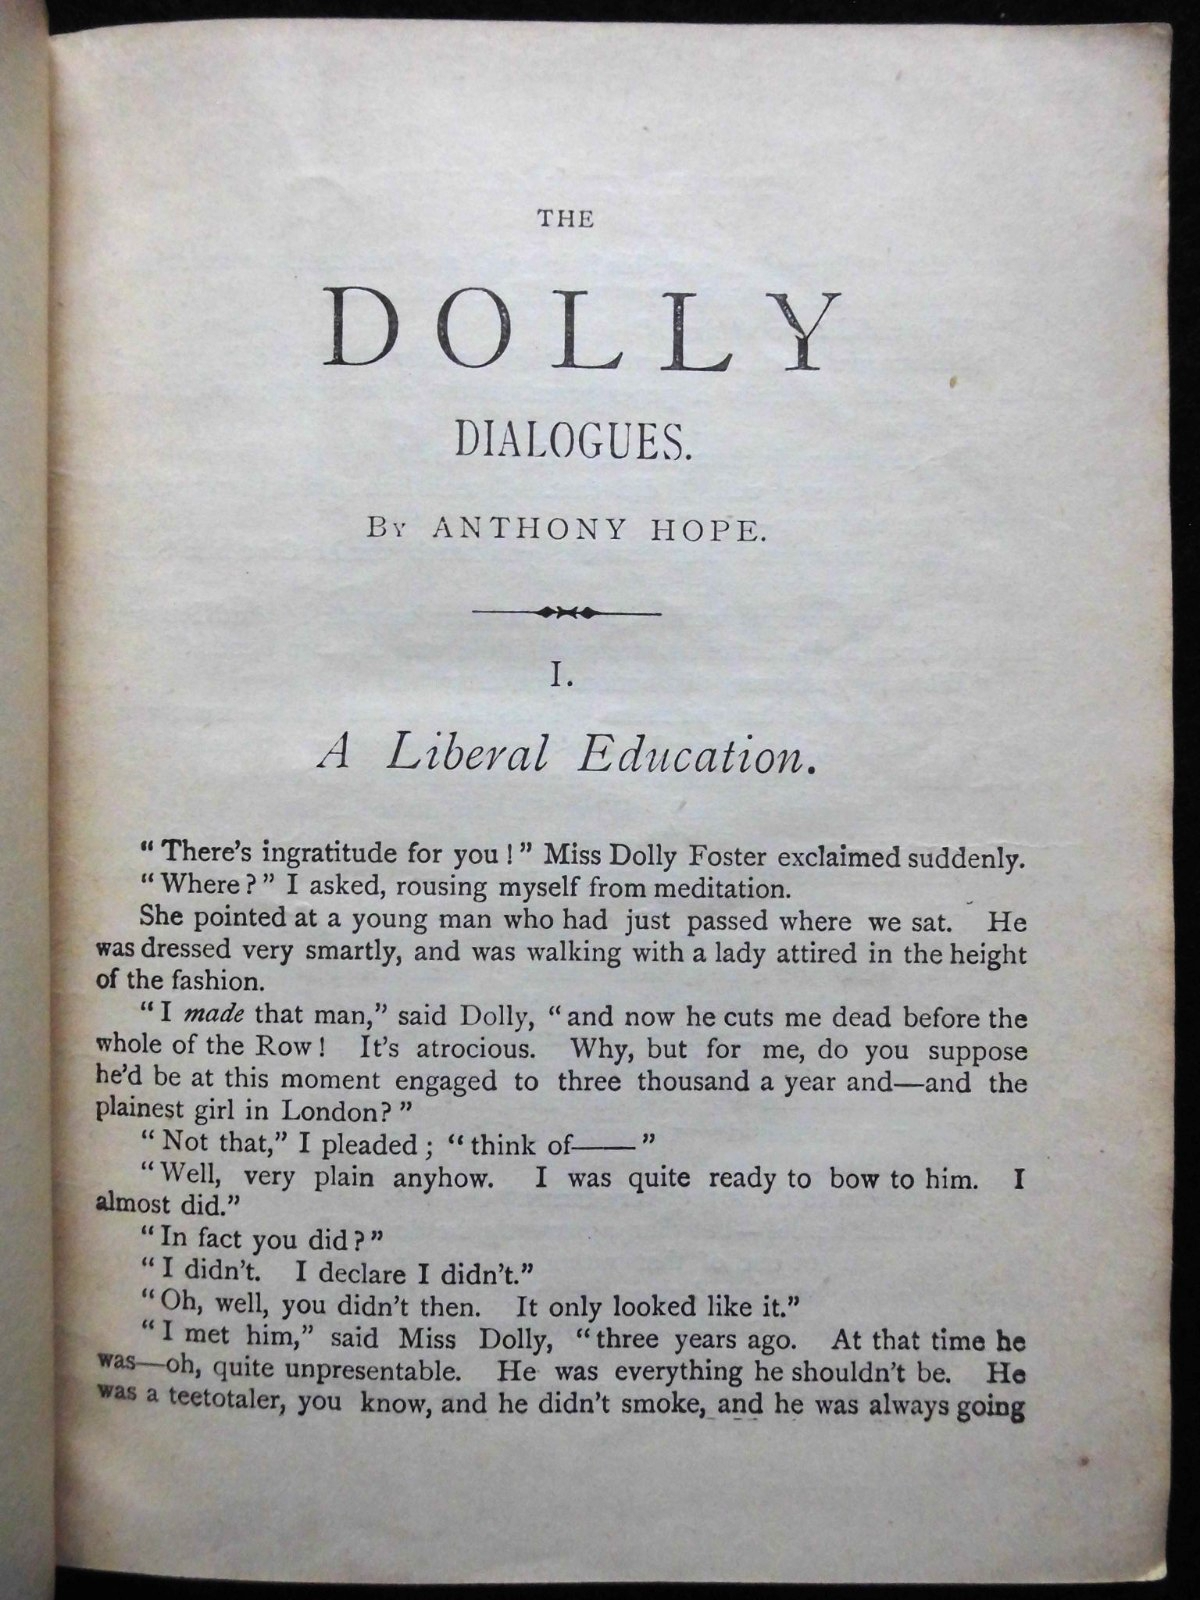 THE
DOLLY
DIALOGUES.
By ANTHONY HOPE.
I.
A Liberal Education.
“There’s ingratitude for you!” Miss Dolly Foster exclaimed suddenly.
“Where?” I asked, rousing myself from meditation.
She pointed at a young man who had just passed where we sat. He
was dressed very smartly, and was walking with a lady attired in the height
of the fashion.
“I made that man,” said Dolly, “and now he cuts me dead before the
whole of the Row! It’s atrocious. Why, but for me, do you suppose
he’d be at this moment engaged to three thousand a year and—and the
plainest girl in London?”
“Not that,” I pleaded; “think of——”
“Well, very plain anyhow. I was quite ready to bow to him. I
almost did.”
“In fact you did?”
“I didn’t. I declare I didn’t.”
“Oh, well, you didn’t then. It only looked like it.”
“I met him,” said Miss Dolly, “three years ago. At that time he
was—oh, quite unpresentable. He was everything he shouldn’t be. He
was a teetotaler, you know, and he didn’t smoke, and he was always going